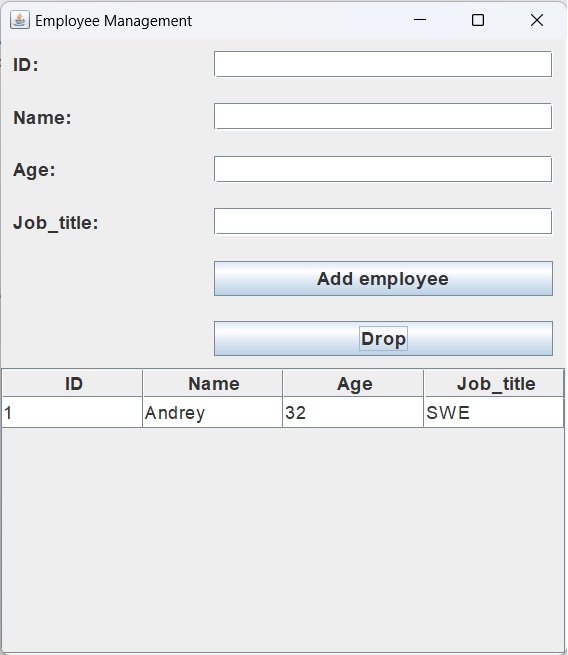 Employee Management
ID:
Name:
Age:
Job_title:
Add employee
Drop
ID Name Age Job_title
1 Andrey 32 SWE